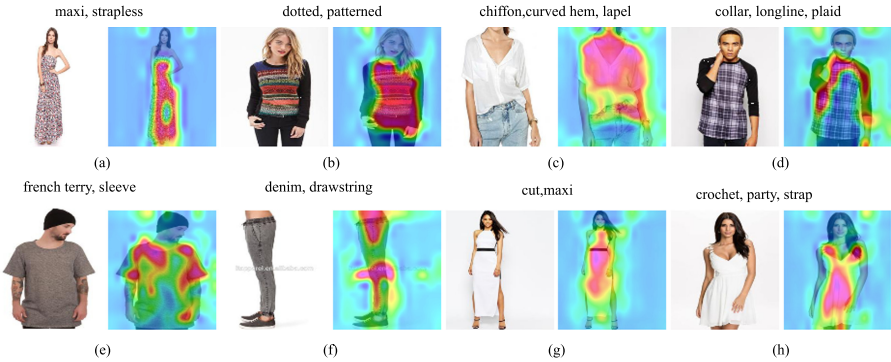 maxi, strapless
dotted, patterned
chiffon,curved hem, lapel
collar, longline, plaid
(a)
(b)
(c)
(d)
french terry, sleeve
denim, drawstring
cut,maxi
crochet, party, strap
(e)
(f)
(g)
(h)